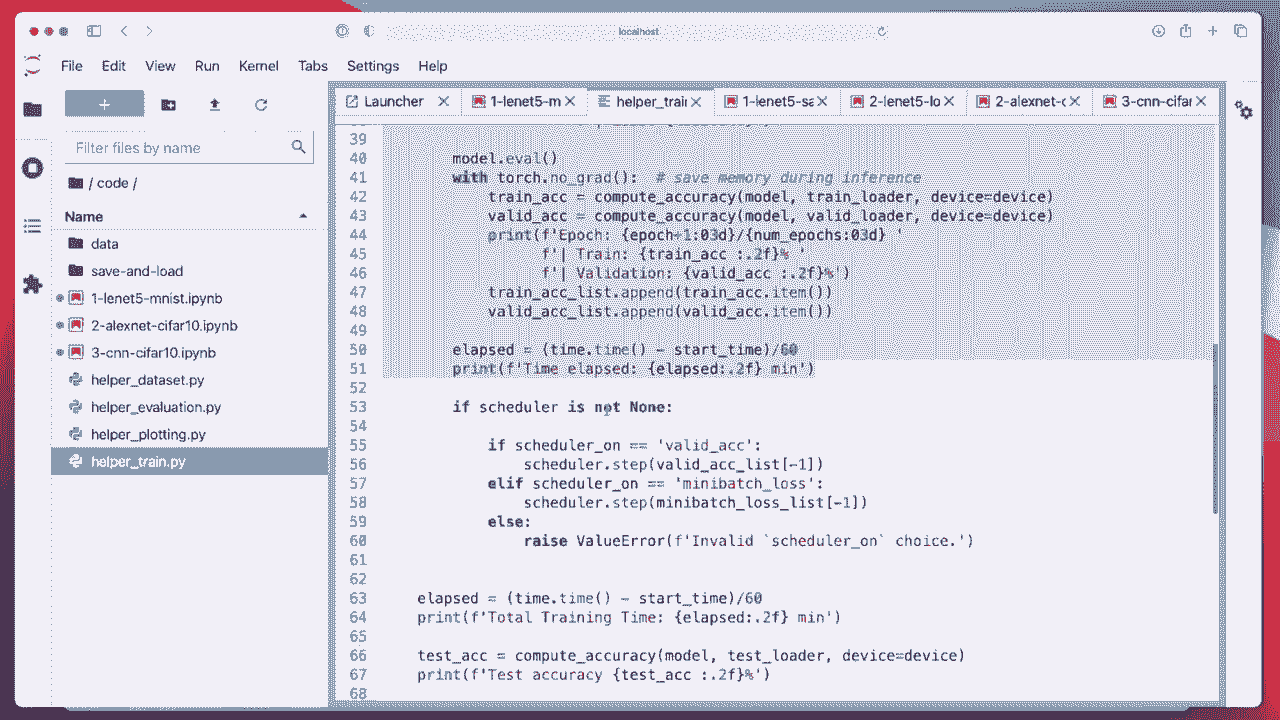 localhost
File Edit View Run Kernel Tabs Settings Help
+
Filter files by name
/ code /
Name
data
save-and-load
1-lenet5-mnist.ipynb
2-alexnet-cifar10.ipynb
3-cnn-cifar10.ipynb
helper_dataset.py
helper_evaluation.py
helper_plotting.py
helper_train.py
Launcher
1-lenet5-m
helper_train
1-lenet5-sa
2-lenet5-lo
2-alexnet-c
3-cnn-cifar
39
40 model.eval()
41 with torch.no_grad():  # save memory during inference
42 train_acc = compute_accuracy(model, train_loader, device=device)
43 valid_acc = compute_accuracy(model, valid_loader, device=device)
44 print(f'Epoch: {epoch+1:03d}/{num_epochs:03d}
45 f'| Train: {train_acc :.2f}%
46 f'| Validation: {valid_acc :.2f}%')
47 train_acc_list.append(train_acc.item())
48 valid_acc_list.append(valid_acc.item())
49
50 elapsed = (time.time() - start_time)/60
51 print(f'Time elapsed: {elapsed:.2f} min')
52
53 if scheduler is not None:
54
55 if scheduler_on == 'valid_acc':
56 scheduler.step(valid_acc_list[-1])
57 elif scheduler_on == 'minibatch_loss':
58 scheduler.step(minibatch_loss_list[-1])
59 else:
60 raise ValueError(f'Invalid `scheduler_on` choice.')
61
62
63 elapsed = (time.time() - start_time)/60
64 print(f'Total Training Time: {elapsed:.2f} min')
65
66 test_acc = compute_accuracy(model, test_loader, device=device)
67 print(f'Test accuracy {test_acc :.2f}%')
68